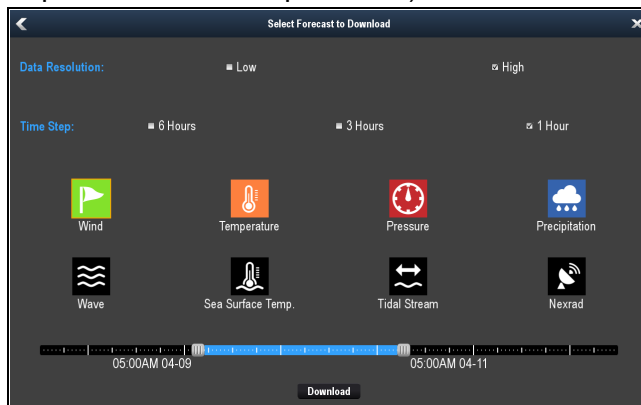 Select Forecast to Download
Data Resolution: Low High
Time Step: 6 Hours 3 Hours 1 Hour
Wind Temperature Pressure Precipitation
Wave Sea Surface Temp. Tidal Stream Nexrad
05:00AM 04-09 05:00AM 04-11
Download